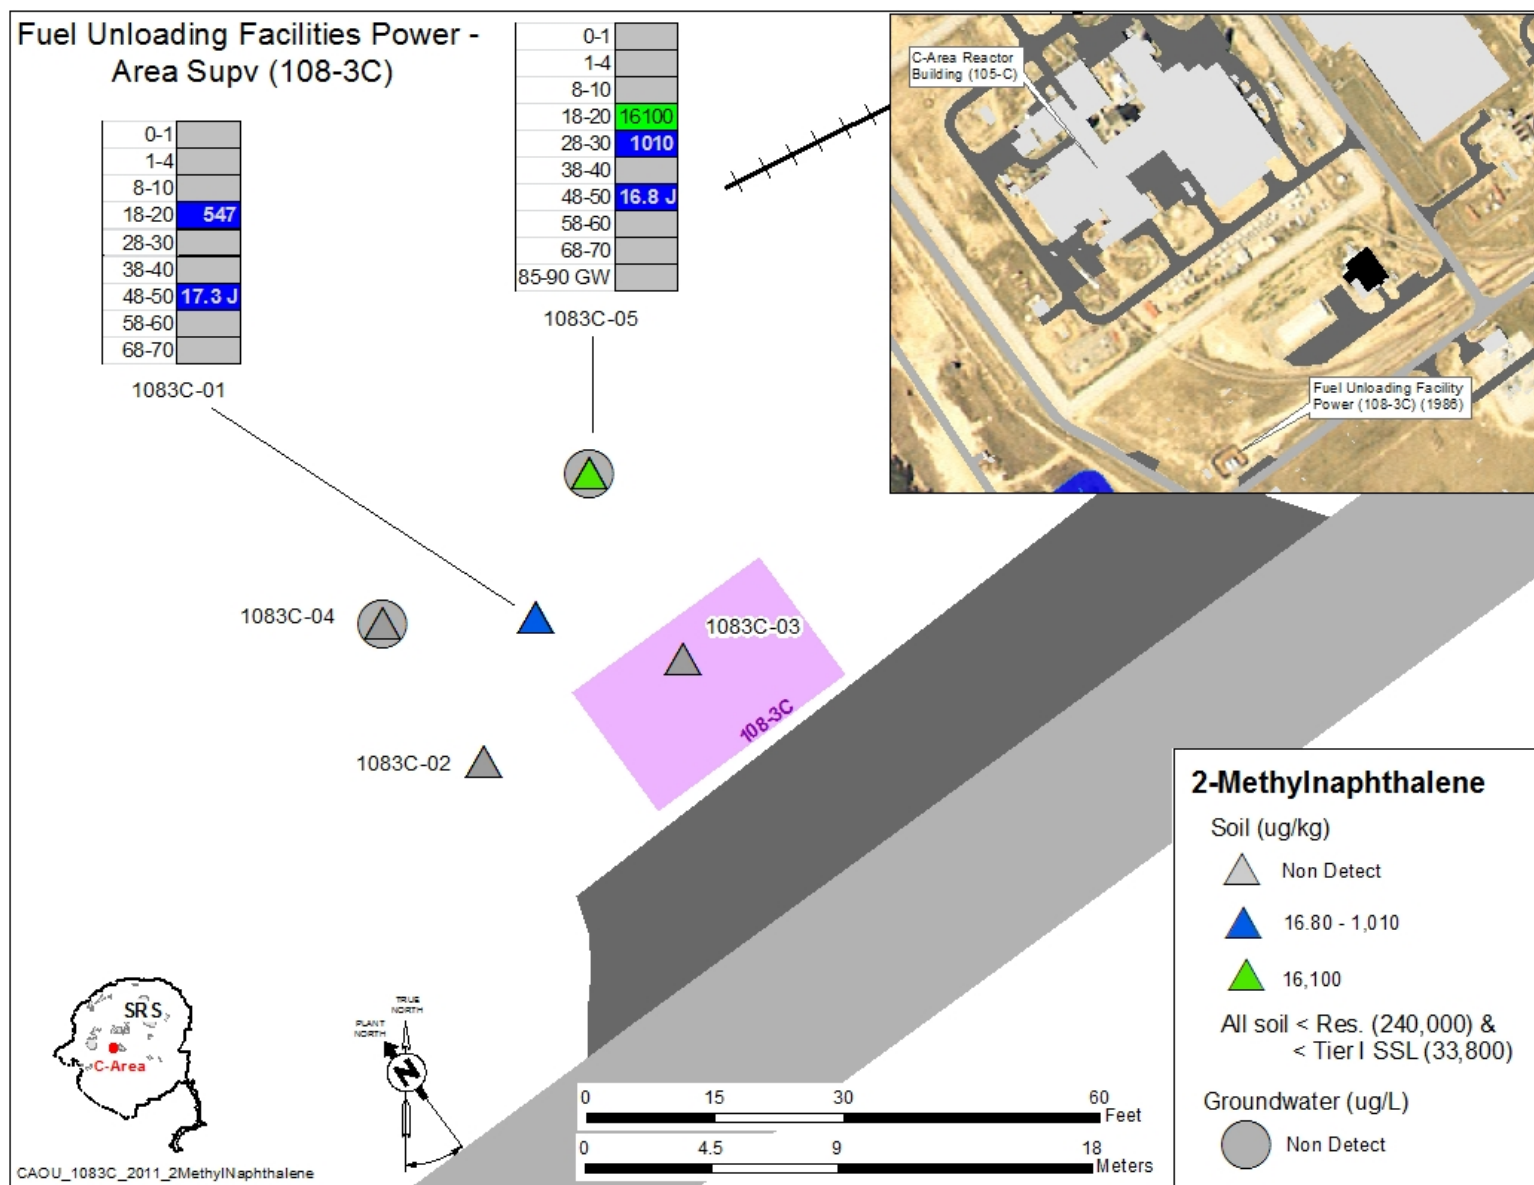 Fuel Unloading Facilities Power -
Area Supv (108-3C)
0-1
1-4
8-10
18-20 547
28-30
38-40
48-50 17.3 J
58-60
68-70
1083C-01
0-1
1-4
8-10
18-20 16100
28-30 1010
38-40
48-50 16.8 J
58-60
68-70
85-90 GW
1083C-05
C-Area Reactor
Building (105-C)
Fuel Unloading Facility
Power (108-3C) (1986)
1083C-04
1083C-03
108-3C
1083C-02
2-Methylnaphthalene
Soil (ug/kg)
Non Detect
16.80 - 1,010
16,100
All soil < Res. (240,000) &
< Tier I SSL (33,800)
Groundwater (ug/L)
Non Detect
SRS
C-Area
TRUE
NORTH
PLANT
NORTH
N
0 15 30 60
Feet
0 4.5 9 18
Meters
CAOU_1083C_2011_2MethylNaphthalene